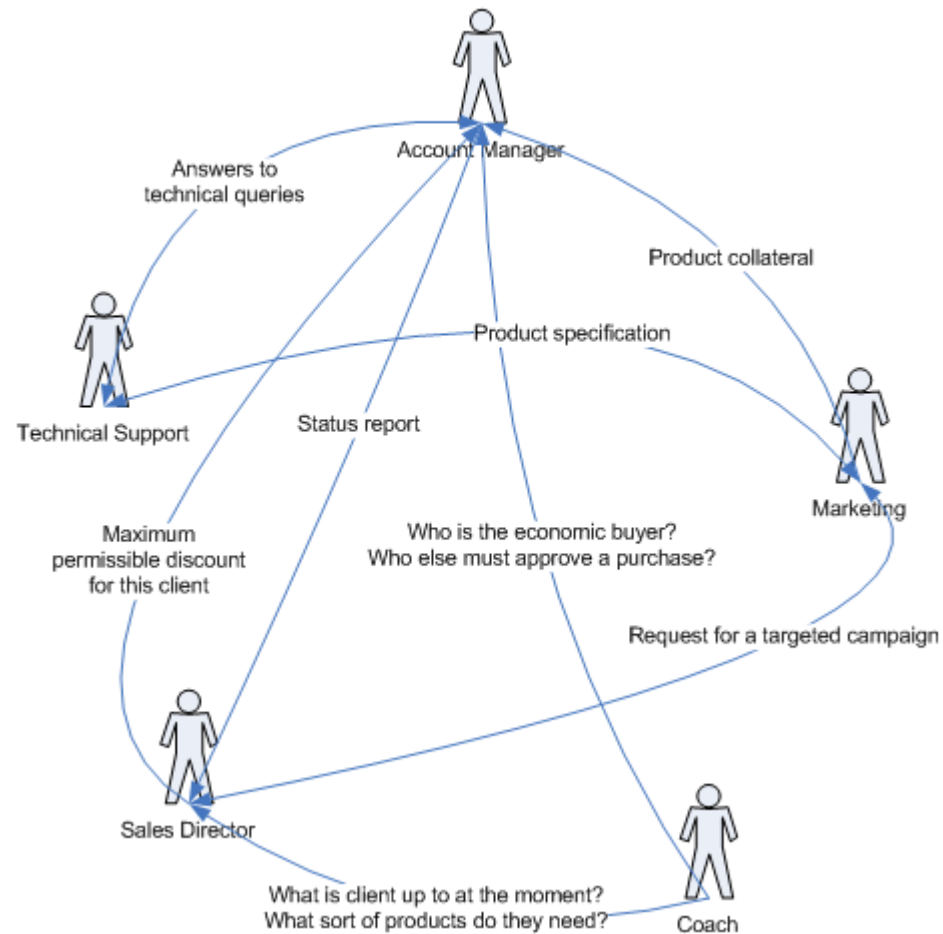 Account Manager
Answers to
technical queries
Product collateral
Product specification
Technical Support
Status report
Marketing
Maximum
permissible discount
for this client
Who is the economic buyer?
Who else must approve a purchase?
Request for a targeted campaign
Sales Director
What is client up to at the moment?
What sort of products do they need?
Coach